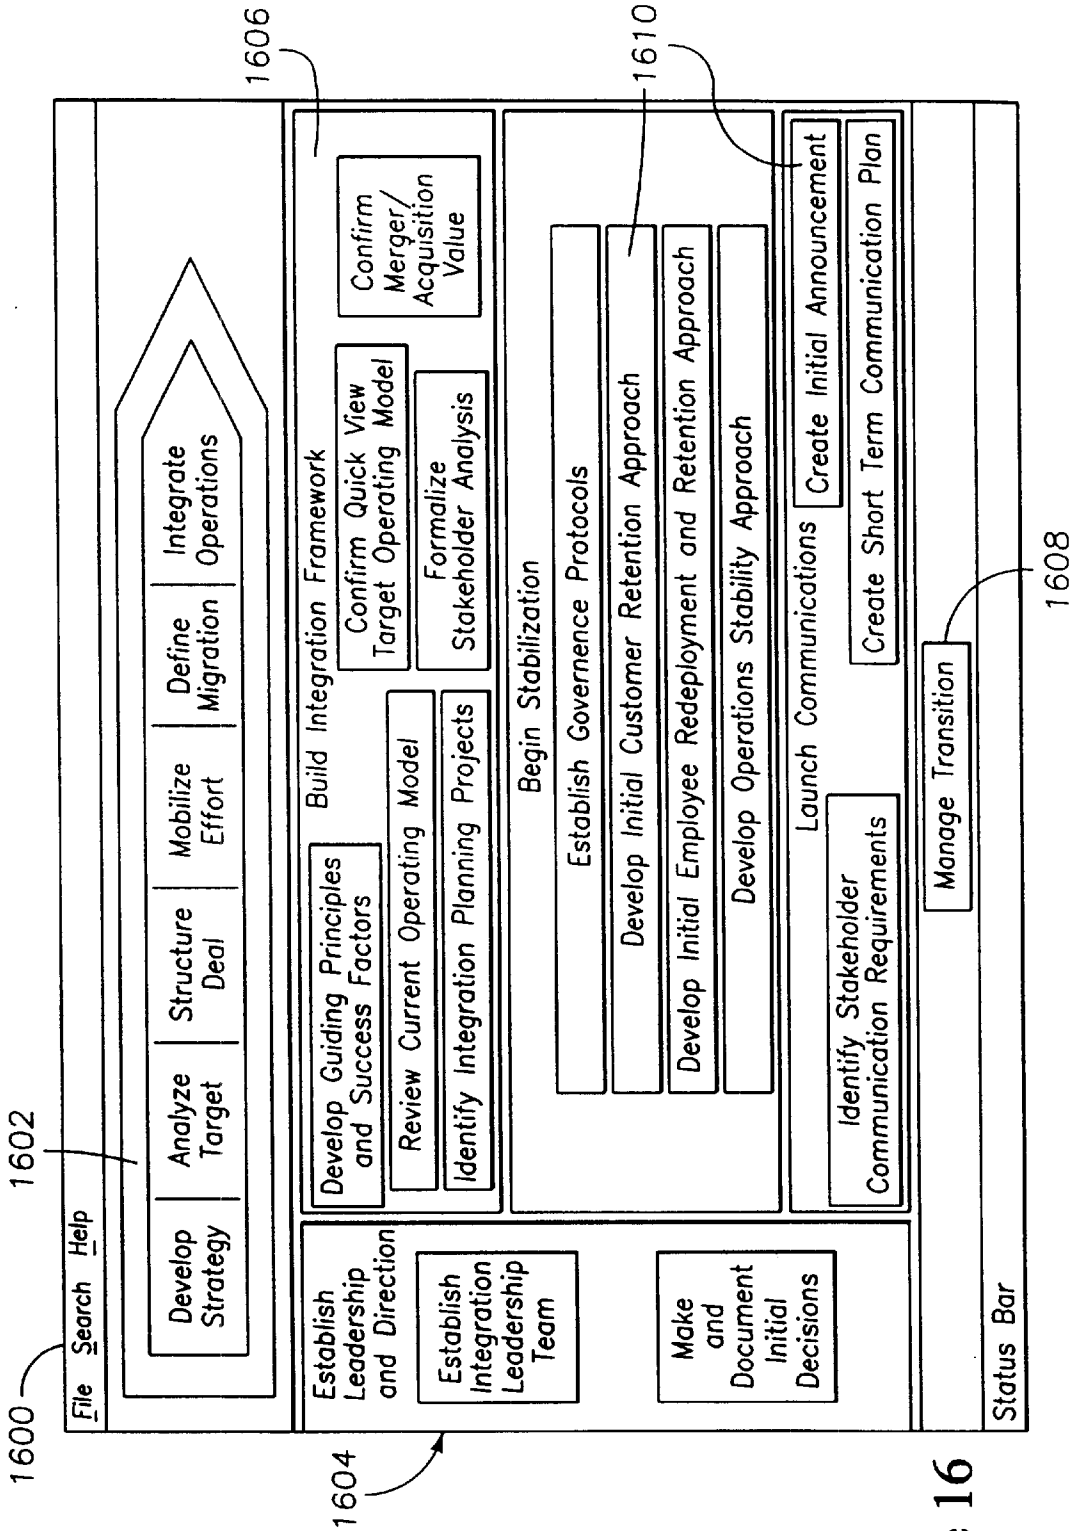 1600
File Search Help
1602
Develop
Strategy
Analyze
Target
Structure
Deal
Mobilize
Effort
Define
Migration
Integrate
Operations
1604
Establish
Leadership
and Direction
Establish
Integration
Leadership
Team
Make
and
Document
Initial
Decisions
1606
Build Integration Framework
Develop Guiding Principles
and Success Factors
Review Current Operating Model
Identify Integration Planning Projects
Confirm Quick View
Target Operating Model
Formalize
Stakeholder Analysis
Confirm
Merger/
Acquisition
Value
Begin Stabilization
Establish Governence Protocols
Develop Initial Customer Retention Approach
Develop Initial Employee Redeployment and Retention Approach
Develop Operations Stability Approach
1610
Launch Communications
Identify Stakeholder
Communication Requirements
Create Initial Announcement
Create Short Term Communication Plan
Manage Transition
1608
Status Bar
16